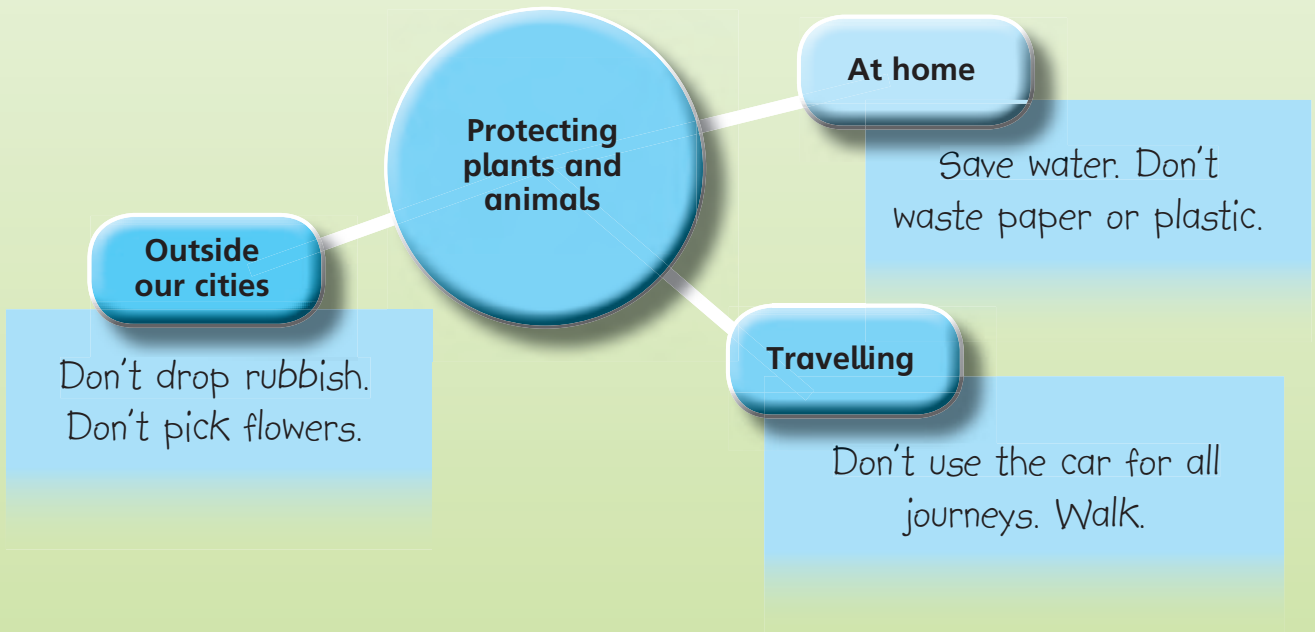 Protecting
plants and
animals
At home
Save water. Don't
waste paper or plastic.
Outside
our cities
Don't drop rubbish.
Don't pick flowers.
Travelling
Don't use the car for all
journeys. Walk.